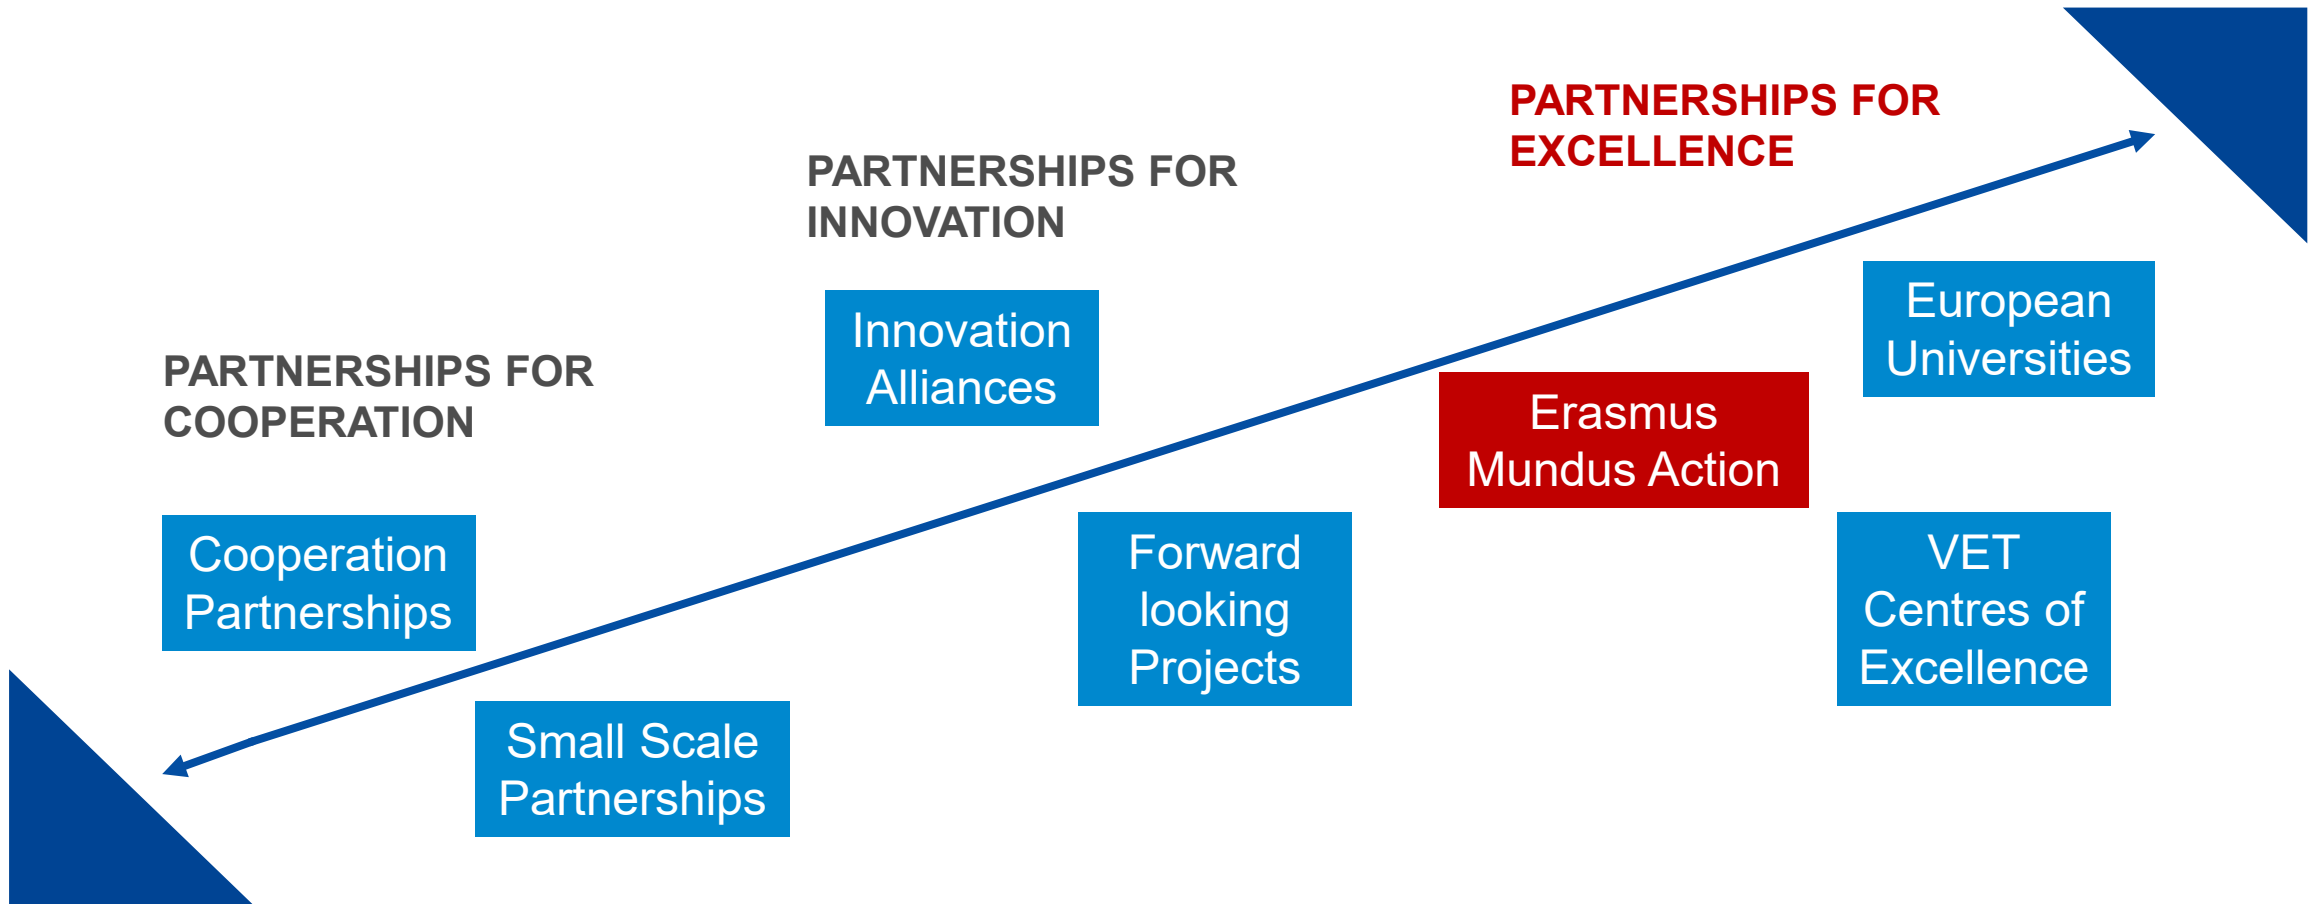 PARTNERSHIPS FOR
COOPERATION
Cooperation
Partnerships
Small Scale
Partnerships
PARTNERSHIPS FOR
INNOVATION
Innovation
Alliances
Forward
looking
Projects
PARTNERSHIPS FOR
EXCELLENCE
Erasmus
Mundus Action
European
Universities
VET
Centres of
Excellence